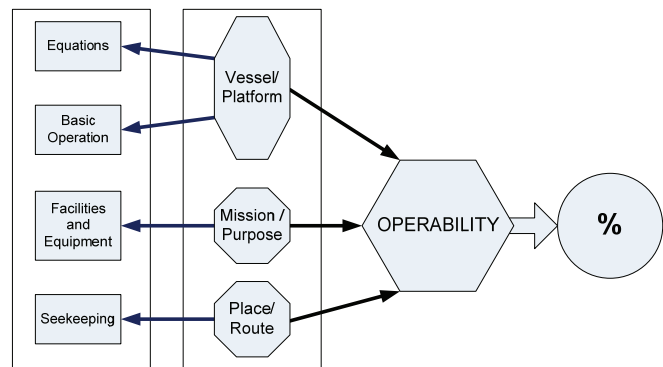 Equations
Basic
Operation
Facilities
and
Equipment
Seekeeping
Vessel/
Platform
Mission /
Purpose
Place/
Route
OPERABILITY
%